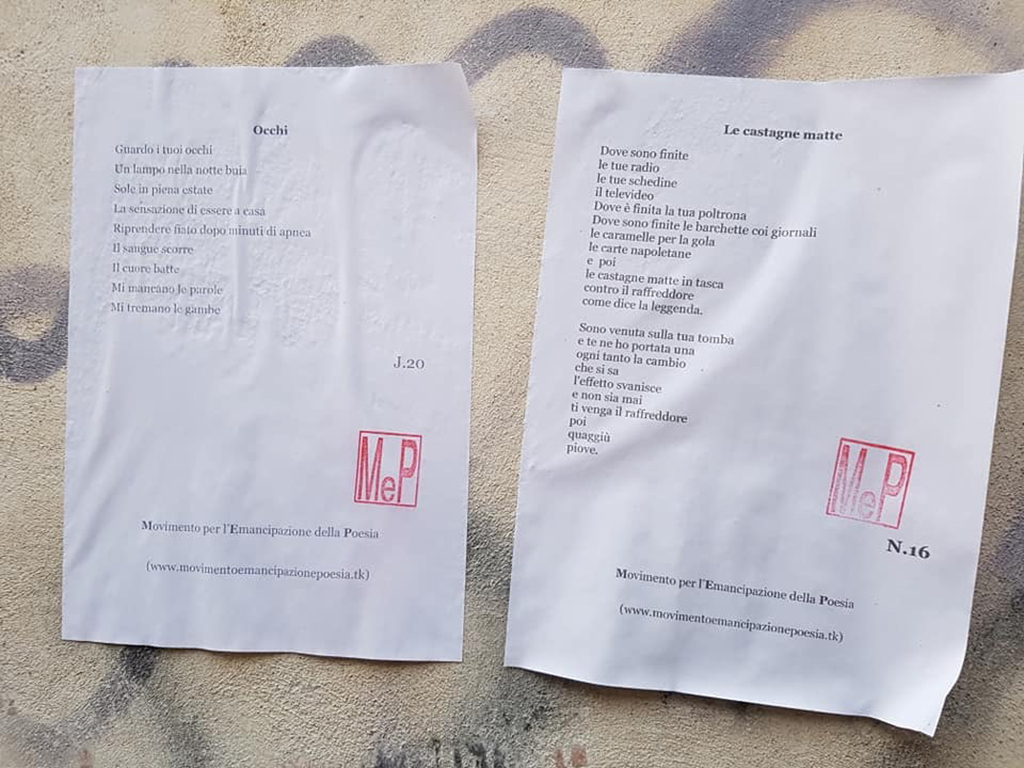 Occhi
Guardo i tuoi occhi
Un lampo nella notte buia
Sole in piena estate
La sensazione di essere a casa
Riprendere fiato dopo minuti di apnea
Il sangue scorre
Il cuore batte
Mi mancano le parole
Mi tremano le gambe
J.20
MeP
Movimento per l'Emancipazione della Poesia
(www.movimentoemancipazionepoesia.tk)
Le castagne matte
Dove sono finite
le tue radio
le tue schedine
il televideo
Dove è finita la tua poltrona
Dove sono finite le barchette coi giornali
le caramelle per la gola
le carte napoletane
e poi
le castagne matte in tasca
contro il raffreddore
come dice la leggenda.
Sono venuta sulla tua tomba
e te ne ho portata una
ogni tanto la cambio
che si sa
l'effetto svanisce
e non sia mai
ti venga il raffreddore
poi
quaggiù
piove.
MeP
N.16
Movimento per l'Emancipazione della Poesia
(www.movimentoemancipazionepoesia.tk)